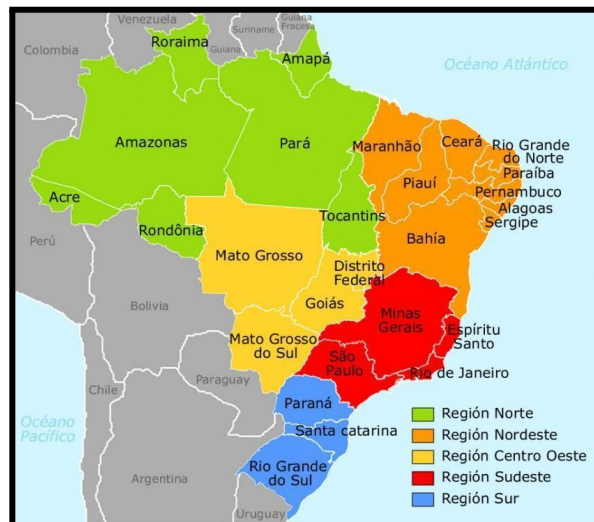 Venezuela
Suriname
Guiana
Fracesa
Guiana
Colombia
Roraima
Amapá
Océano Atlántico
Amazonas
Pará
Maranhão
Ceará
Rio Grande
do Norte
Paraíba
Piauí
Pernambuco
Acre
Tocantins
Alagoas
Sergipe
Rondônia
Bahía
Perú
Mato Grosso
Distrito
Federal
Goiás
Bolivia
Minas
Gerais
Espíritu
Santo
Mato Grosso
do Sul
São
Paulo
Rio de Janeiro
Paraguay
Chile
Paraná
Océano
Pacífico
Santa catarina
Rio Grande
do Sul
Argentina
Uruguay
Región Norte
Región Nordeste
Región Centro Oeste
Región Sudeste
Región Sur